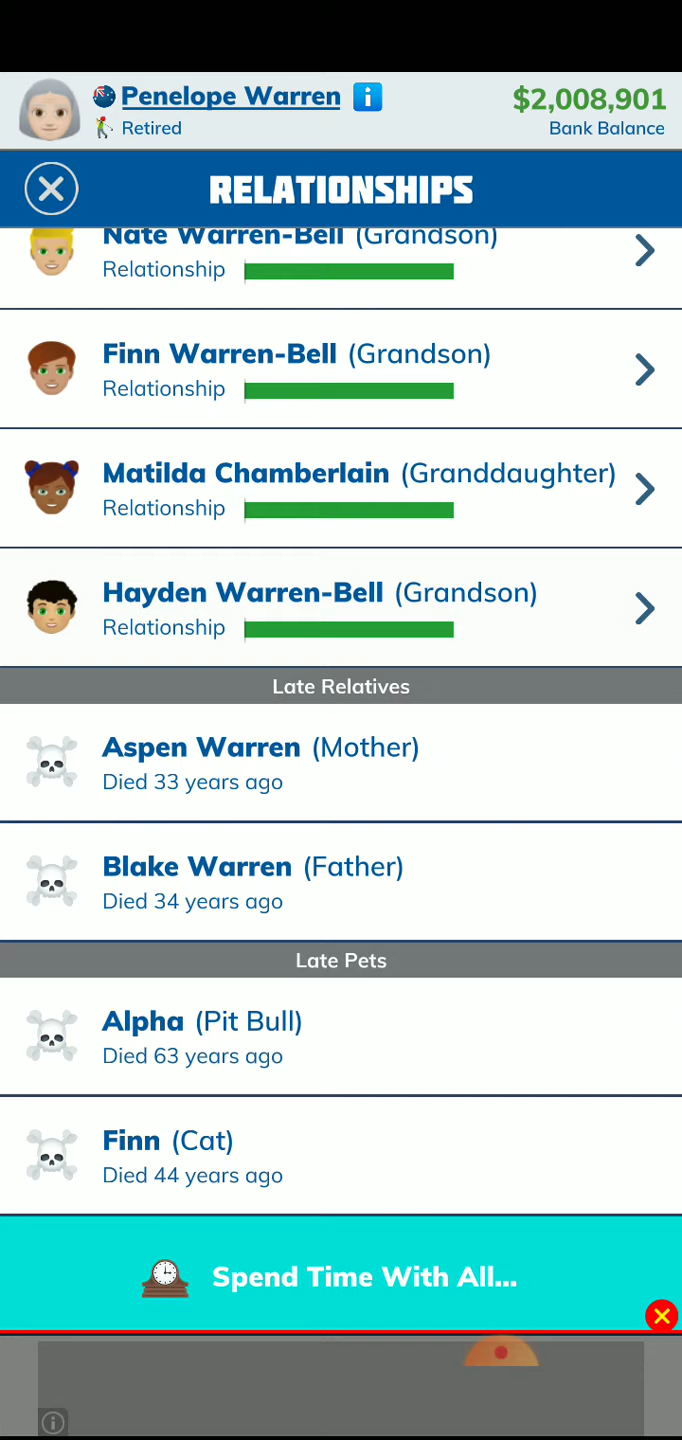 Penelope Warren i
$2,008,901
Retired
Bank Balance
RELATIONSHIPS
Nate Warren-Bell (Grandson)
Relationship
Finn Warren-Bell (Grandson)
Relationship
Matilda Chamberlain (Granddaughter)
Relationship
Hayden Warren-Bell (Grandson)
Relationship
Late Relatives
Aspen Warren (Mother)
Died 33 years ago
Blake Warren (Father)
Died 34 years ago
Late Pets
Alpha (Pit Bull)
Died 63 years ago
Finn (Cat)
Died 44 years ago
Spend Time With All...